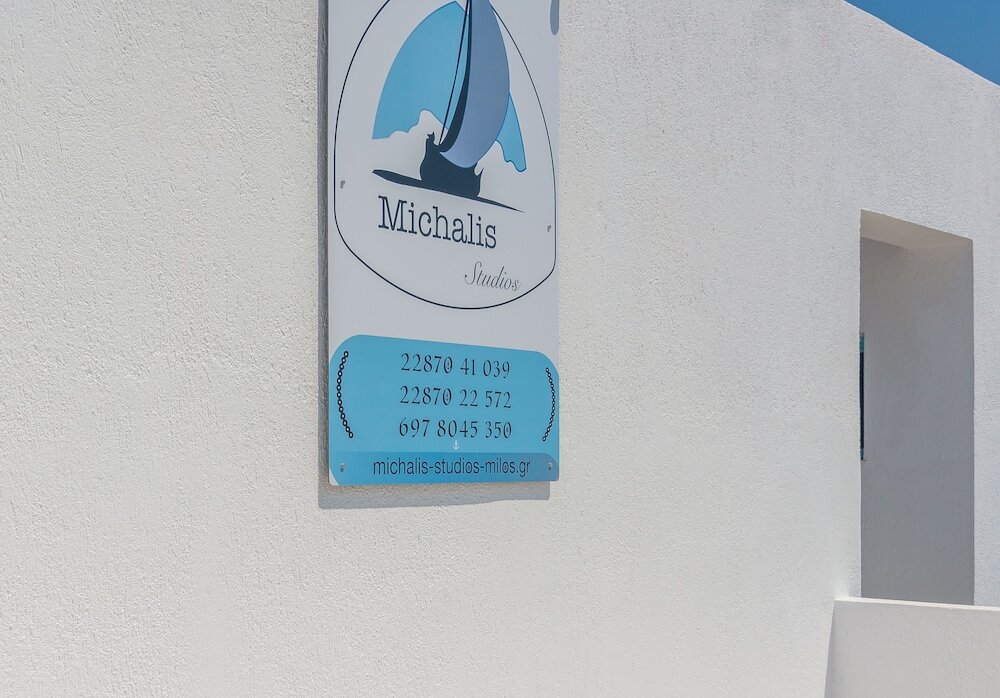 Michalis
Studios
22870 41 039
22870 22 572
697 8045 350
michalis-studios-milos.gr